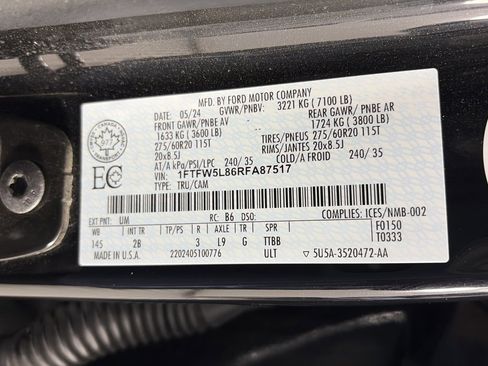 MFD. BY FORD MOTOR COMPANY
DATE: 05/24 GVWR/PNBV: 3221 KG ( 7100 LB)
FRONT GAWR/PNBE AV REAR GAWR/ PNBE AR
1633 KG ( 3600 LB) 1724 KG ( 3800 LB)
275/60R20 115T TIRES/PNEUS 275/60R20 115T
20x8.5J RIMS/JANTES 20x8.5J
AT/A kPa/PSI/LPC 240/ 35 COLD/A FROID 240/ 35
VIN: 1FTFW5L86RFA87517
TYPE: TRU/CAM
977
EC
EXT PNT: UM RC: B6 DSO: COMPLIES: ICES/NMB-002
WB INT TR TP/PS R AXLE TR SPR F0150
145 2B 3 L9 G TTBB T0333
MADE IN U.S.A. 2202405100776 ULT ▼ 5U5A-3520472-AA